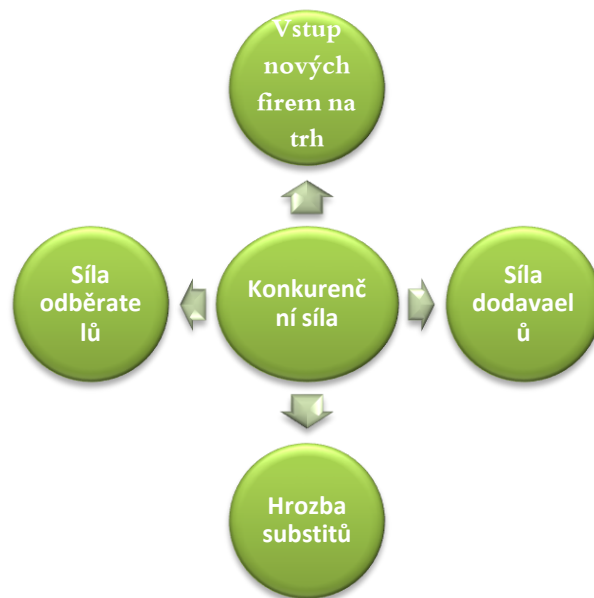 Vstup
nových
firem na
trh
Síla
odběrate
lů
Konkurenč
ní síla
Síla
dodavael
ů
Hrozba
substitů